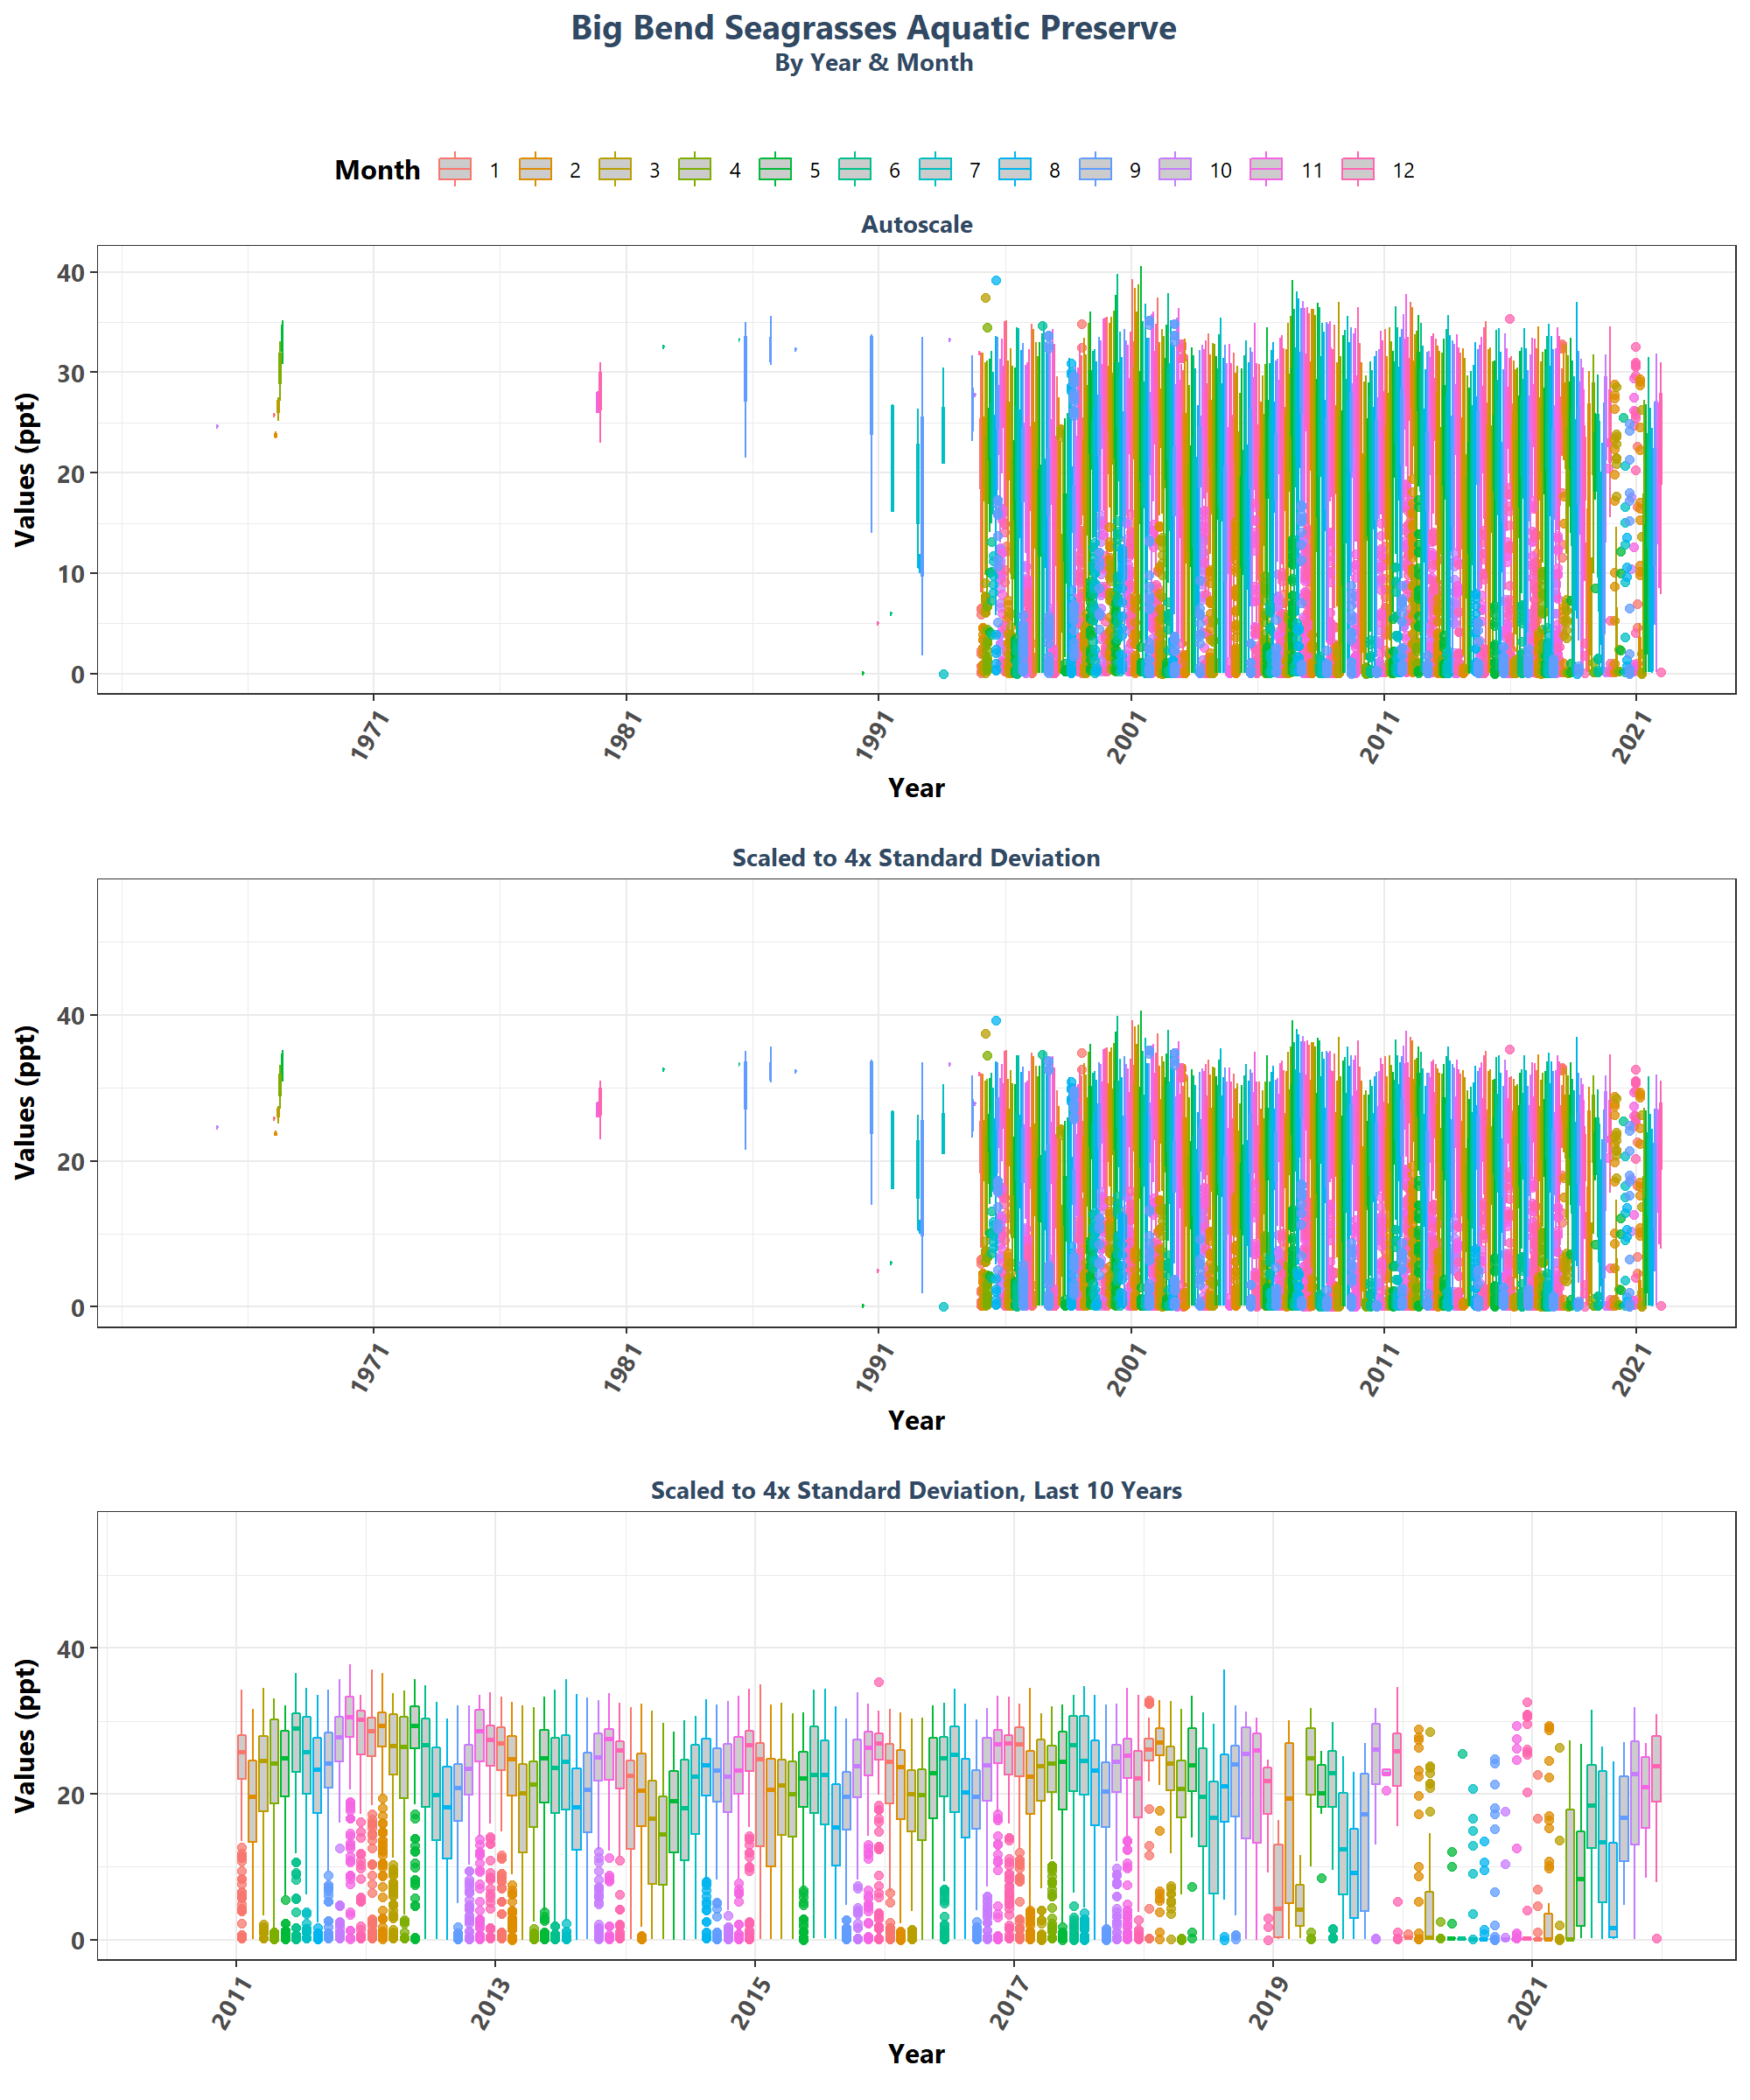 Big Bend Seagrasses Aquatic Preserve
By Year & Month
Month 1 2 3 4 5 6 7 8 9 10 11 12
Autoscale
Values (ppt)
40
30
20
10
0
1971 1981 1991 2001 2011 2021
Year
Scaled to 4x Standard Deviation
Values (ppt)
40
20
0
1971 1981 1991 2001 2011 2021
Year
Scaled to 4x Standard Deviation, Last 10 Years
Values (ppt)
40
20
0
2011 2013 2015 2017 2019 2021
Year